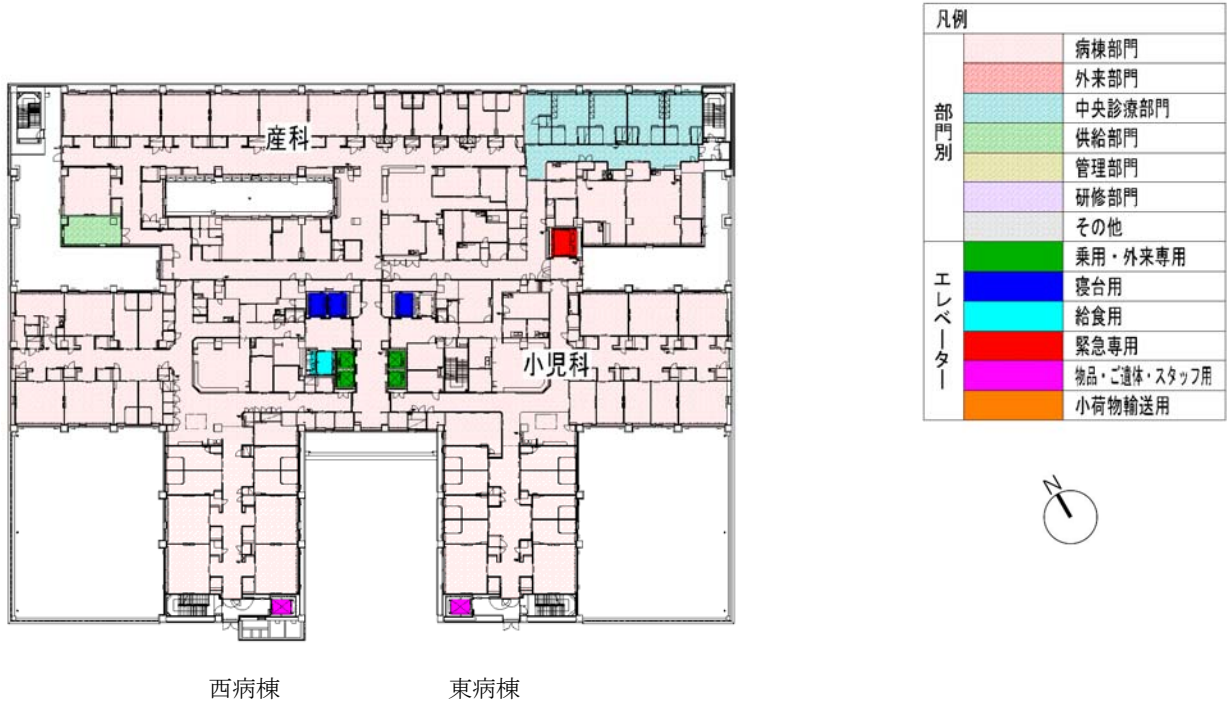 産科
小児科
西病棟
東病棟
凡例
部門別
病棟部門
外来部門
中央診療部門
供給部門
管理部門
研修部門
その他
エレベーター
乗用・外来専用
寝台用
給食用
緊急専用
物品・ご遺体・スタッフ用
小荷物輸送用
N